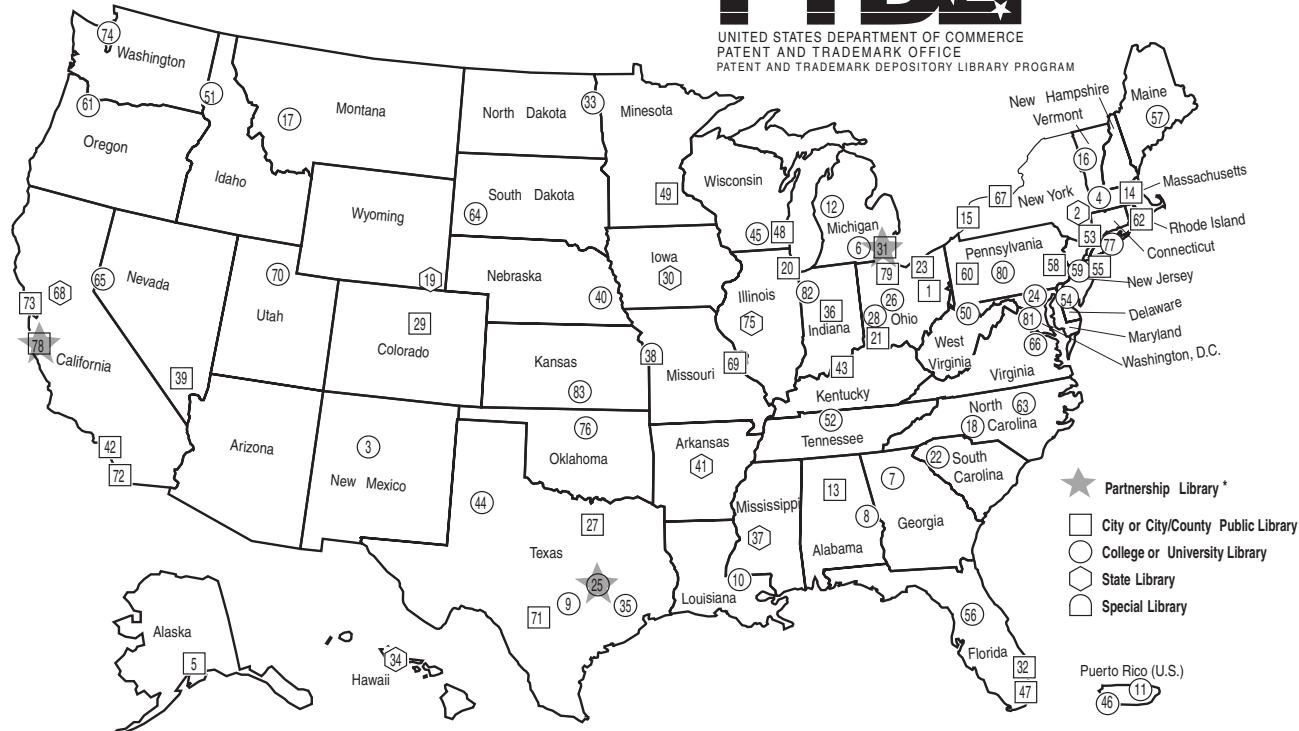 UNITED STATES DEPARTMENT OF COMMERCE
PATENT AND TRADEMARK OFFICE
PATENT AND TRADEMARK DEPOSITORY LIBRARY PROGRAM
74
Washington
61
51
17
Montana
North Dakota
33
Minesota
Oregon
Idaho
Wyoming
South Dakota
64
49
Wisconsin
45
48
12
Michigan
6
31
New Hampshire
Vermont
Maine
57
16
New York
67
15
2
4
14
Massachusetts
62
Rhode Island
53
77
Connecticut
Pennsylvania
60
80
58
59
55
New Jersey
24
54
Delaware
Maryland
81
Washington, D.C.
66
50
West
Virginia
Virginia
73
68
65
Nevada
70
Utah
19
Nebraska
40
Iowa
30
20
Illinois
75
82
36
Indiana
79
23
1
26
28
Ohio
21
78
California
39
29
Colorado
Kansas
83
38
Missouri
69
43
Kentucky
42
72
Arizona
3
New Mexico
76
Oklahoma
Arkansas
41
52
Tennessee
North
63
18
Carolina
22
South
Carolina
44
27
Texas
25
9
35
71
Mississippi
37
10
Louisiana
13
8
Alabama
7
Georgia
56
Florida
32
47
Alaska
5
34
Hawaii
Puerto Rico (U.S.)
11
46
Partnership Library *
City or City/County Public Library
College or University Library
State Library
Special Library